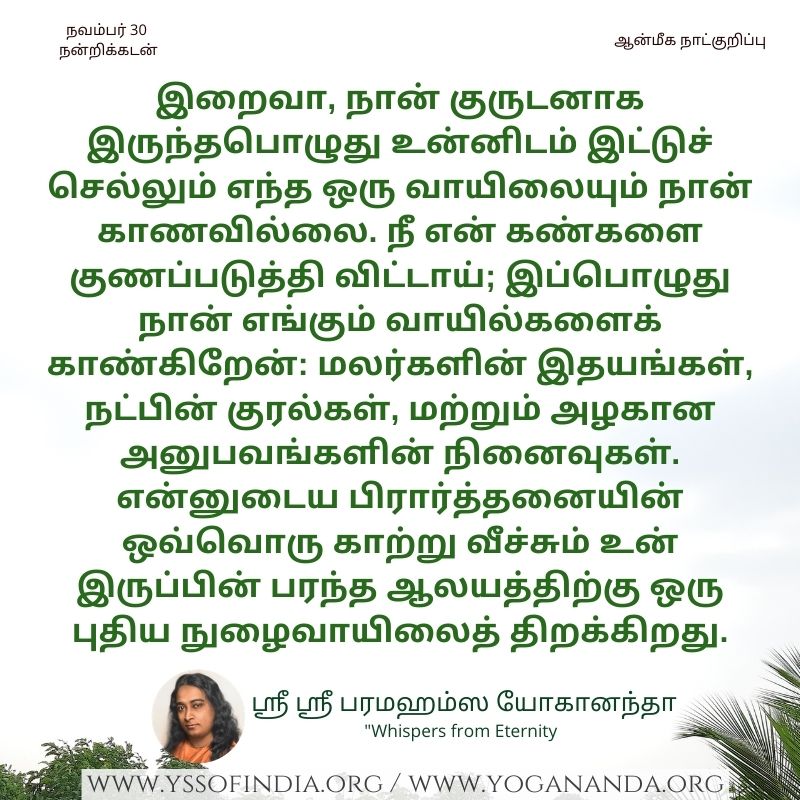 நவம்பர் 30
நன்றிக்கடன்
ஆன்மீக நாட்குறிப்பு
இறைவா, நான் குருடனாக
இருந்தபொழுது உன்னிடம் இட்டுச்
செல்லும் எந்த ஒரு வாயிலையும் நான்
காணவில்லை. நீ என் கண்களை
குணப்படுத்தி விட்டாய்; இப்பொழுது
நான் எங்கும் வாயில்களைக்
காண்கிறேன்: மலர்களின் இதயங்கள்,
நட்பின் குரல்கள், மற்றும் அழகான
அனுபவங்களின் நினைவுகள்.
என்னுடைய பிரார்த்தனையின்
ஒவ்வொரு காற்று வீச்சும் உன்
இருப்பின் பரந்த ஆலயத்திற்கு ஒரு
புதிய நுழைவாயிலைத் திறக்கிறது.
ஸ்ரீ ஸ்ரீ பரமஹம்ஸ யோகானந்தா
"Whispers from Eternity
WWW.YSSOFINDIA.ORG / WWW.YOGANANDA.ORG